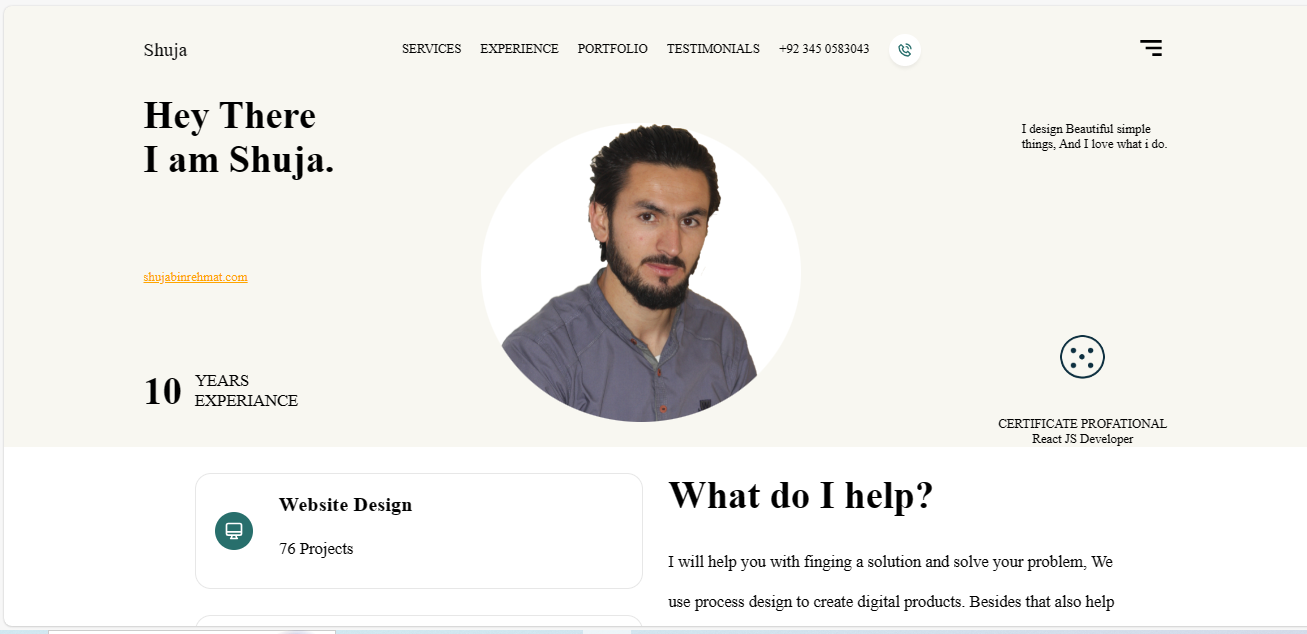 Shuja
SERVICES EXPERIENCE PORTFOLIO TESTIMONIALS +92 345 0583043
Hey There
I am Shuja.
I design Beautiful simple
things, And I love what i do.
shujabinrehmat.com
10 YEARS
EXPERIANCE
CERTIFICATE PROFATIONAL
React JS Developer
Website Design
76 Projects
What do I help?
I will help you with finging a solution and solve your problem, We
use process design to create digital products. Besides that also help